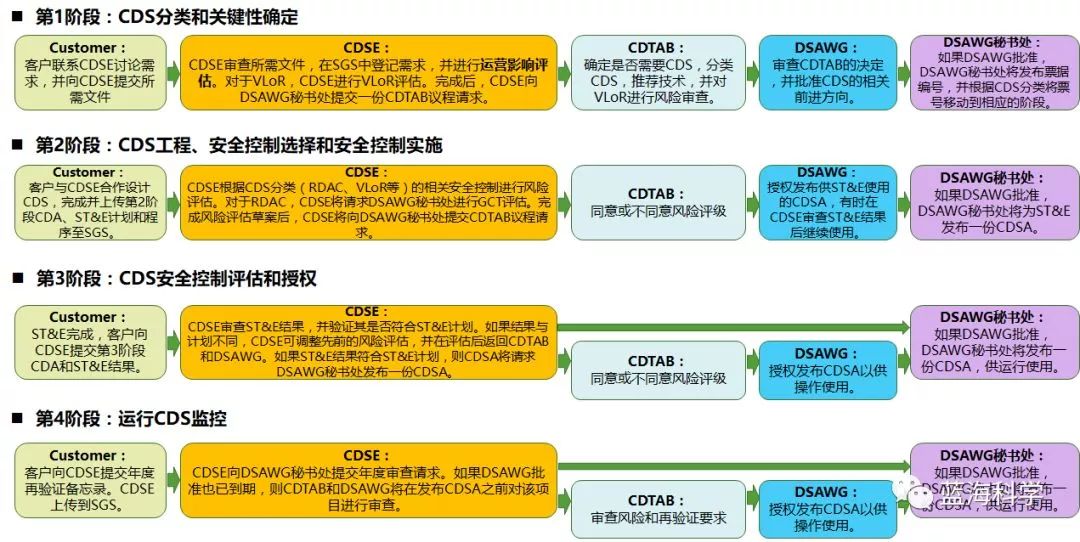 ■ 第1阶段：CDS分类和关键性确定
Customer：
客户联系CDSE讨论需
求，并向CDSE提交所
需文件
CDSE：
CDSE审查所需文件，在SGS中登记需求，并进行运营影响评
估。对于VLoR，CDSE进行VLoR评估。完成后，CDSE向
DSAWG秘书处提交一份CDTAB议程请求。
CDTAB：
确定是否需要CDS，分类
CDS，推荐技术，并对
VLoR进行风险审查。
DSAWG：
审查CDTAB的决定
，并批准CDS的相关
前进方向。
DSAWG秘书处：
如果DSAWG批准，
DSAWG秘书处将发布票据
编号，并根据CDS分类将票
号移动到相应的阶段。
■ 第2阶段：CDS工程、安全控制选择和安全控制实施
Customer：
客户与CDSE合作设计
CDS，完成并上传第2阶
段CDA、ST&E计划和程
序至SGS。
CDSE：
CDSE根据CDS分类（RDAC、VLoR等）的相关安全控制进行风险
评估。对于RDAC，CDSE将请求DSAWG秘书处进行GCT评估。完
成风险评估草案后，CDSE将向DSAWG秘书处提交CDTAB议程请
求。
CDTAB：
同意或不同意风险评级
DSAWG：
授权发布供ST&E使用
的CDSA，有时在
CDSE审查ST&E结果
后继续使用。
DSAWG秘书处：
如果DSAWG批准，
DSAWG秘书处将为ST&E
发布一份CDSA。
■ 第3阶段：CDS安全控制评估和授权
Customer：
ST&E完成，客户向
CDSE提交第3阶段
CDA和ST&E结果。
CDSE：
CDSE审查ST&E结果，并验证其是否符合ST&E计划。如果结果与
计划不同，CDSE可调整先前的风险评估，并在评估后返回CDTAB
和DSAWG。如果ST&E结果符合ST&E计划，则CDSA将请求
DSAWG秘书处发布一份CDSA。
CDTAB：
同意或不同意风险评级
DSAWG：
授权发布CDSA以供
操作使用。
DSAWG秘书处：
如果DSAWG批准，
DSAWG秘书处将发布一
份CDSA，供运行使用。
■ 第4阶段：运行CDS监控
Customer：
客户向CDSE提交年度
再验证备忘录。CDSE
上传到SGS。
CDSE：
CDSE向DSAWG秘书处提交年度审查请求。如果DSAWG批
准也已到期，则CDTAB和DSAWG将在发布CDSA之前对该项
目进行审查。
CDTAB：
审查风险和再验证要求
DSAWG：
授权发布CDSA以供
操作使用。
DSAWG秘书处：
如果DSAWG批准，
DSAWG秘书处将发布一
份CDSA，供运行使用。
蓝海科学